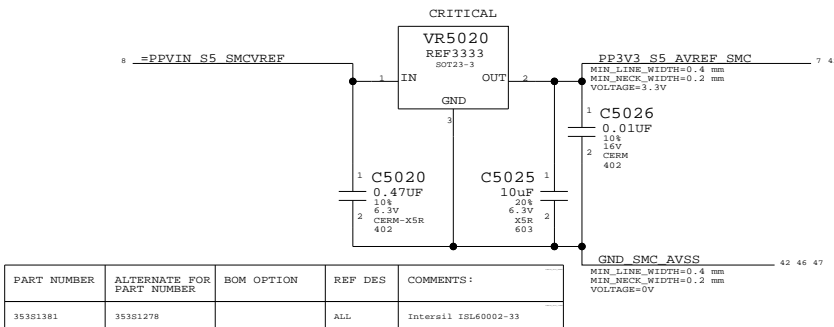 CRITICAL
VR5020
REF3333
SOT23-3
8 =PPVIN_S5_SMCVREF
PP3V3_S5_AVREF_SMC 7 4
MIN_LINE_WIDTH=0.4 mm
MIN_NECK_WIDTH=0.2 mm
VOLTAGE=3.3V
1 IN OUT 2
GND
3
1 C5026
0.01UF
10%
16V
2 CERM
402
1 C5020
0.47UF
10%
6.3V
2 CERM-X5R
402
C5025 1
10uF
20%
6.3V 2
X5R
603
GND_SMC_AVSS 42 46 47
MIN_LINE_WIDTH=0.4 mm
MIN_NECK_WIDTH=0.2 mm
VOLTAGE=0V
PART NUMBER ALTERNATE FOR PART NUMBER BOM OPTION REF DES COMMENTS:
353S1381 353S1278 ALL Intersil ISL60002-33